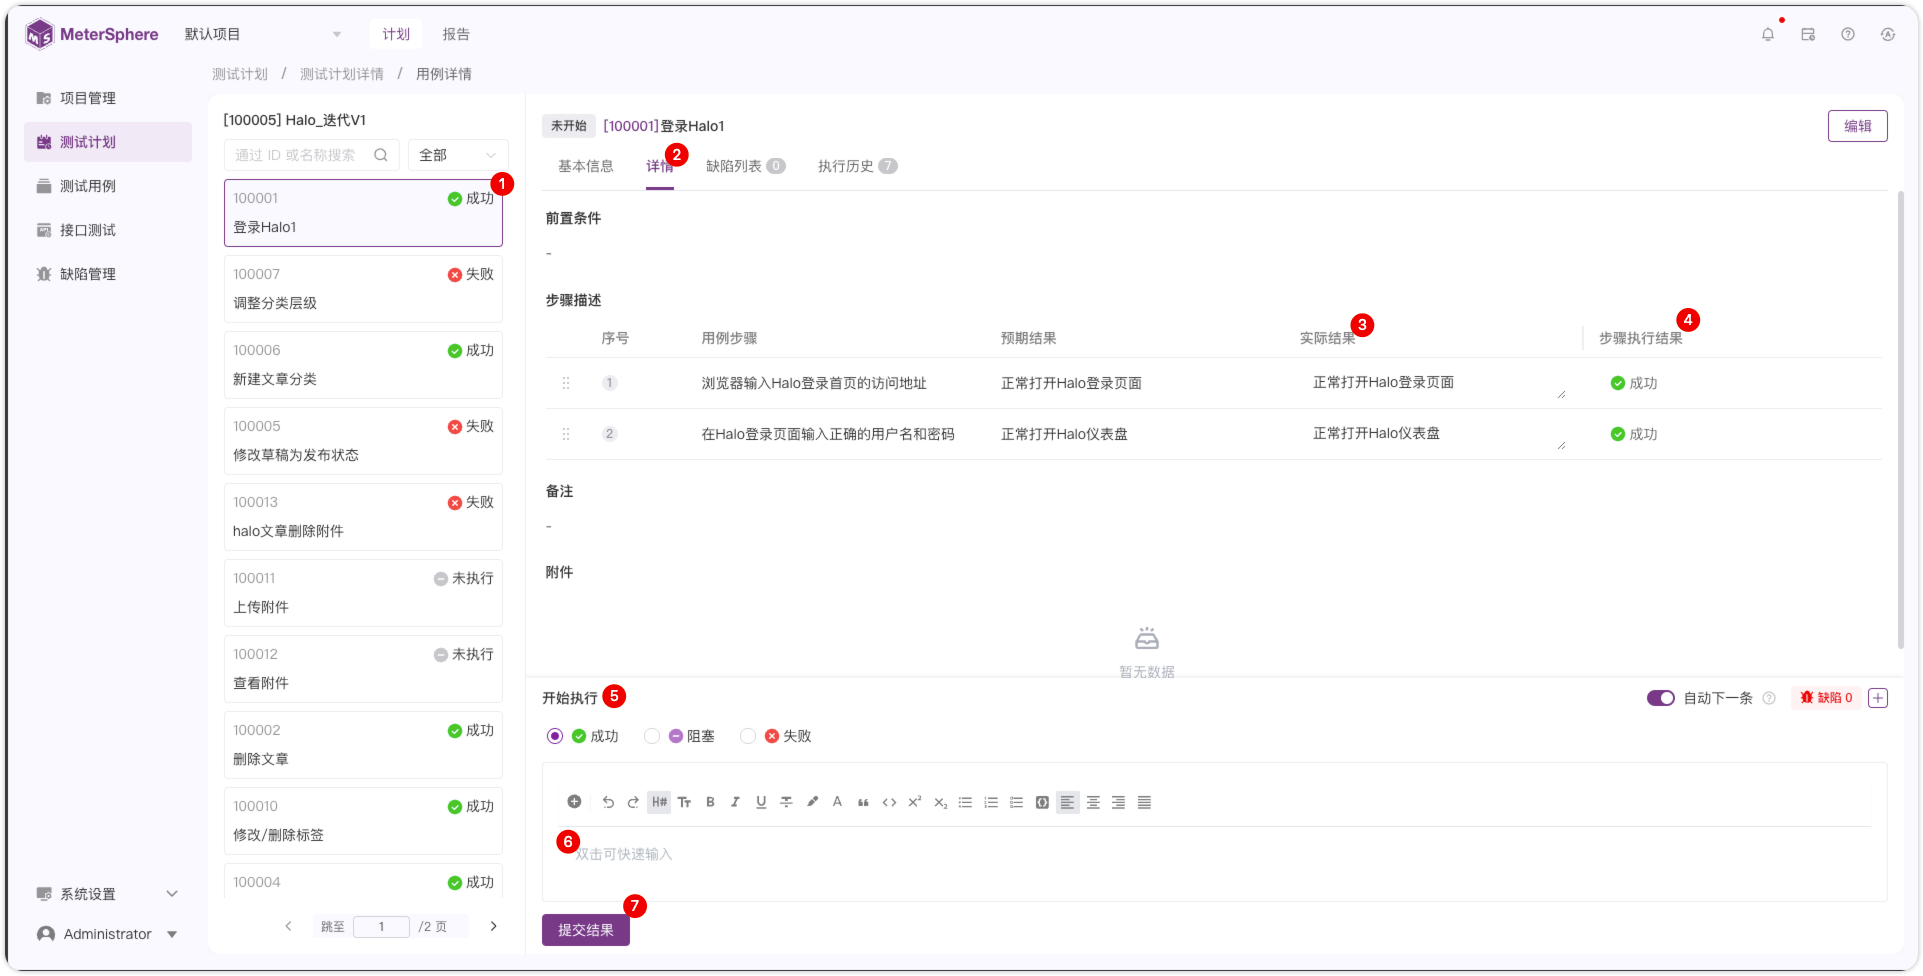 MeterSphere
默认项目
计划
报告
测试计划 / 测试计划详情 / 用例详情
项目管理
测试计划
测试用例
接口测试
缺陷管理
系统设置
Administrator
[100005] Halo_迭代V1
通过 ID 或名称搜索
全部
1
100001
成功
登录Halo1
100007
失败
调整分类层级
100006
成功
新建文章分类
100005
失败
修改草稿为发布状态
100013
失败
halo文章删除附件
100011
未执行
上传附件
100012
未执行
查看附件
100002
成功
删除文章
100010
成功
修改/删除标签
100004
成功
跳至 1 /2 页
未开始 [100001]登录Halo1
编辑
基本信息
详情
2
缺陷列表 0
执行历史 7
前置条件
-
步骤描述
序号
用例步骤
预期结果
实际结果
3
步骤执行结果
4
1
浏览器输入Halo登录首页的访问地址
正常打开Halo登录页面
正常打开Halo登录页面
成功
2
在Halo登录页面输入正确的用户名和密码
正常打开Halo仪表盘
正常打开Halo仪表盘
成功
备注
-
附件
暂无数据
开始执行
5
自动下一条
缺陷 0
成功
阻塞
失败
H#
6
双击可快速输入
7
提交结果